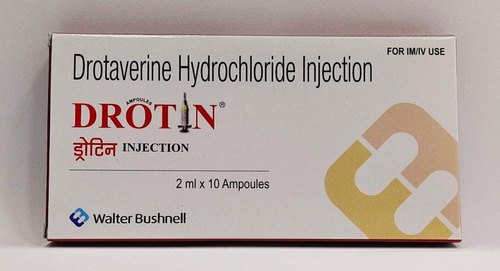 FOR IM/IV USE
Drotaverine Hydrochloride Injection
AMPOULES
DROTIN®
ड्रोटिन INJECTION
2 ml x 10 Ampoules
Walter Bushnell